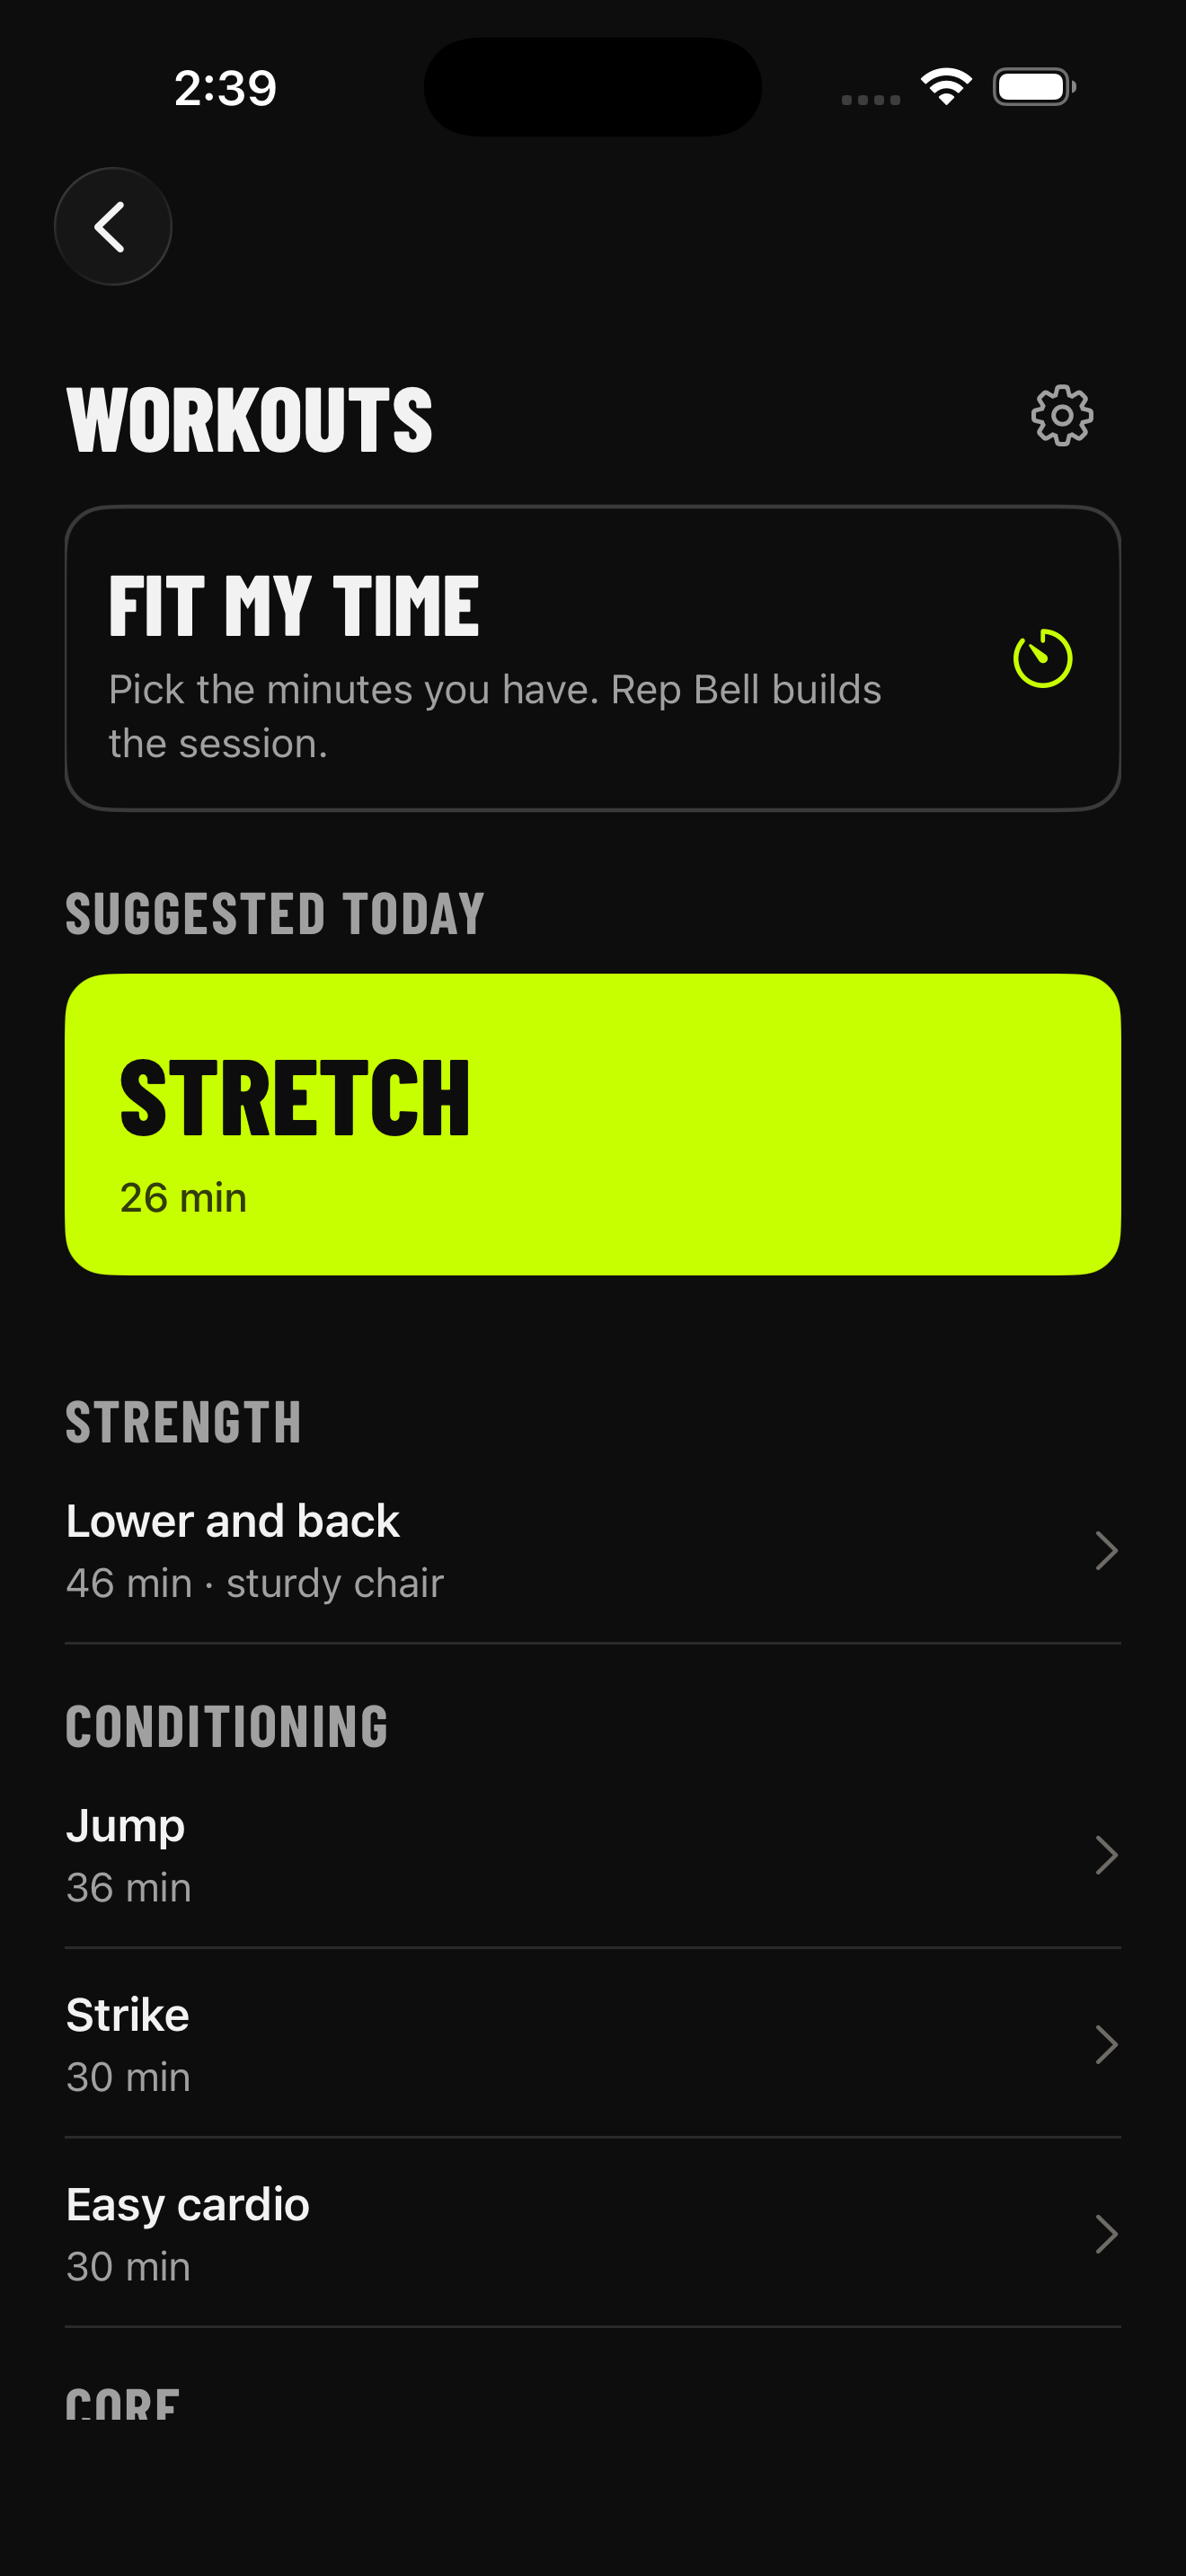 2:39
WORKOUTS
FIT MY TIME
Pick the minutes you have. Rep Bell builds
the session.
SUGGESTED TODAY
STRETCH
26 min
STRENGTH
Lower and back
46 min · sturdy chair
CONDITIONING
Jump
36 min
Strike
30 min
Easy cardio
30 min
CORE